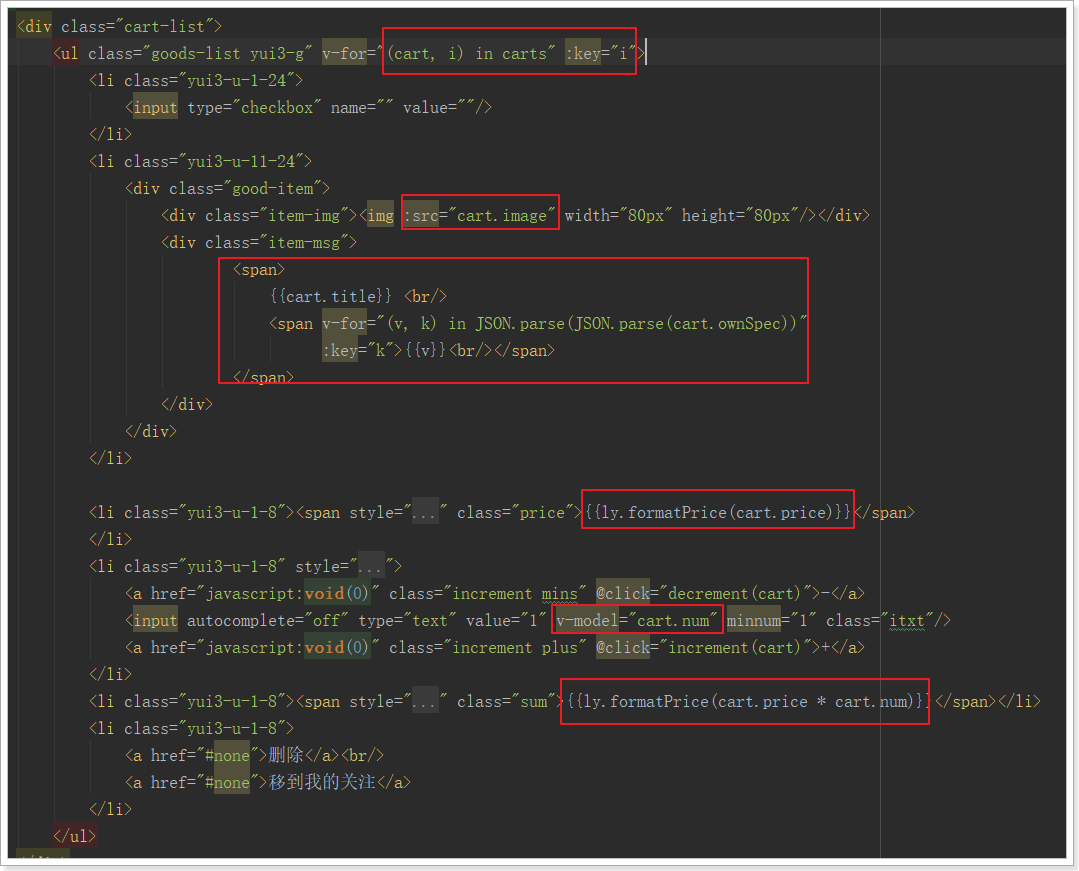 <div class="cart-list">
<ul class="goods-list yui3-g" v-for="(cart, i) in carts" :key="i">
<li class="yui3-u-1-24">
<input type="checkbox" name="" value=""/>
</li>
<li class="yui3-u-11-24">
<div class="good-item">
<div class="item-img"><img :src="cart.image" width="80px" height="80px"/></div>
<div class="item-msg">
<span>
{{cart.title}} <br/>
<span v-for="(v, k) in JSON.parse(JSON.parse(cart.ownSpec))"
:key="k">{{v}}<br/></span>
</span>
</div>
</div>
</li>
<li class="yui3-u-1-8"><span style="..." class="price">{{ly.formatPrice(cart.price)}}</span>
</li>
<li class="yui3-u-1-8" style="...">
<a href="javascript:void(0)" class="increment mins" @click="decrement(cart)">-</a>
<input autocomplete="off" type="text" value="1" v-model="cart.num" minnum="1" class="itxt"/>
<a href="javascript:void(0)" class="increment plus" @click="increment(cart)">+</a>
</li>
<li class="yui3-u-1-8"><span style="..." class="sum">{{ly.formatPrice(cart.price * cart.num)}}</span></li>
<li class="yui3-u-1-8">
<a href="#none">删除</a><br/>
<a href="#none">移到我的关注</a>
</li>
</ul>